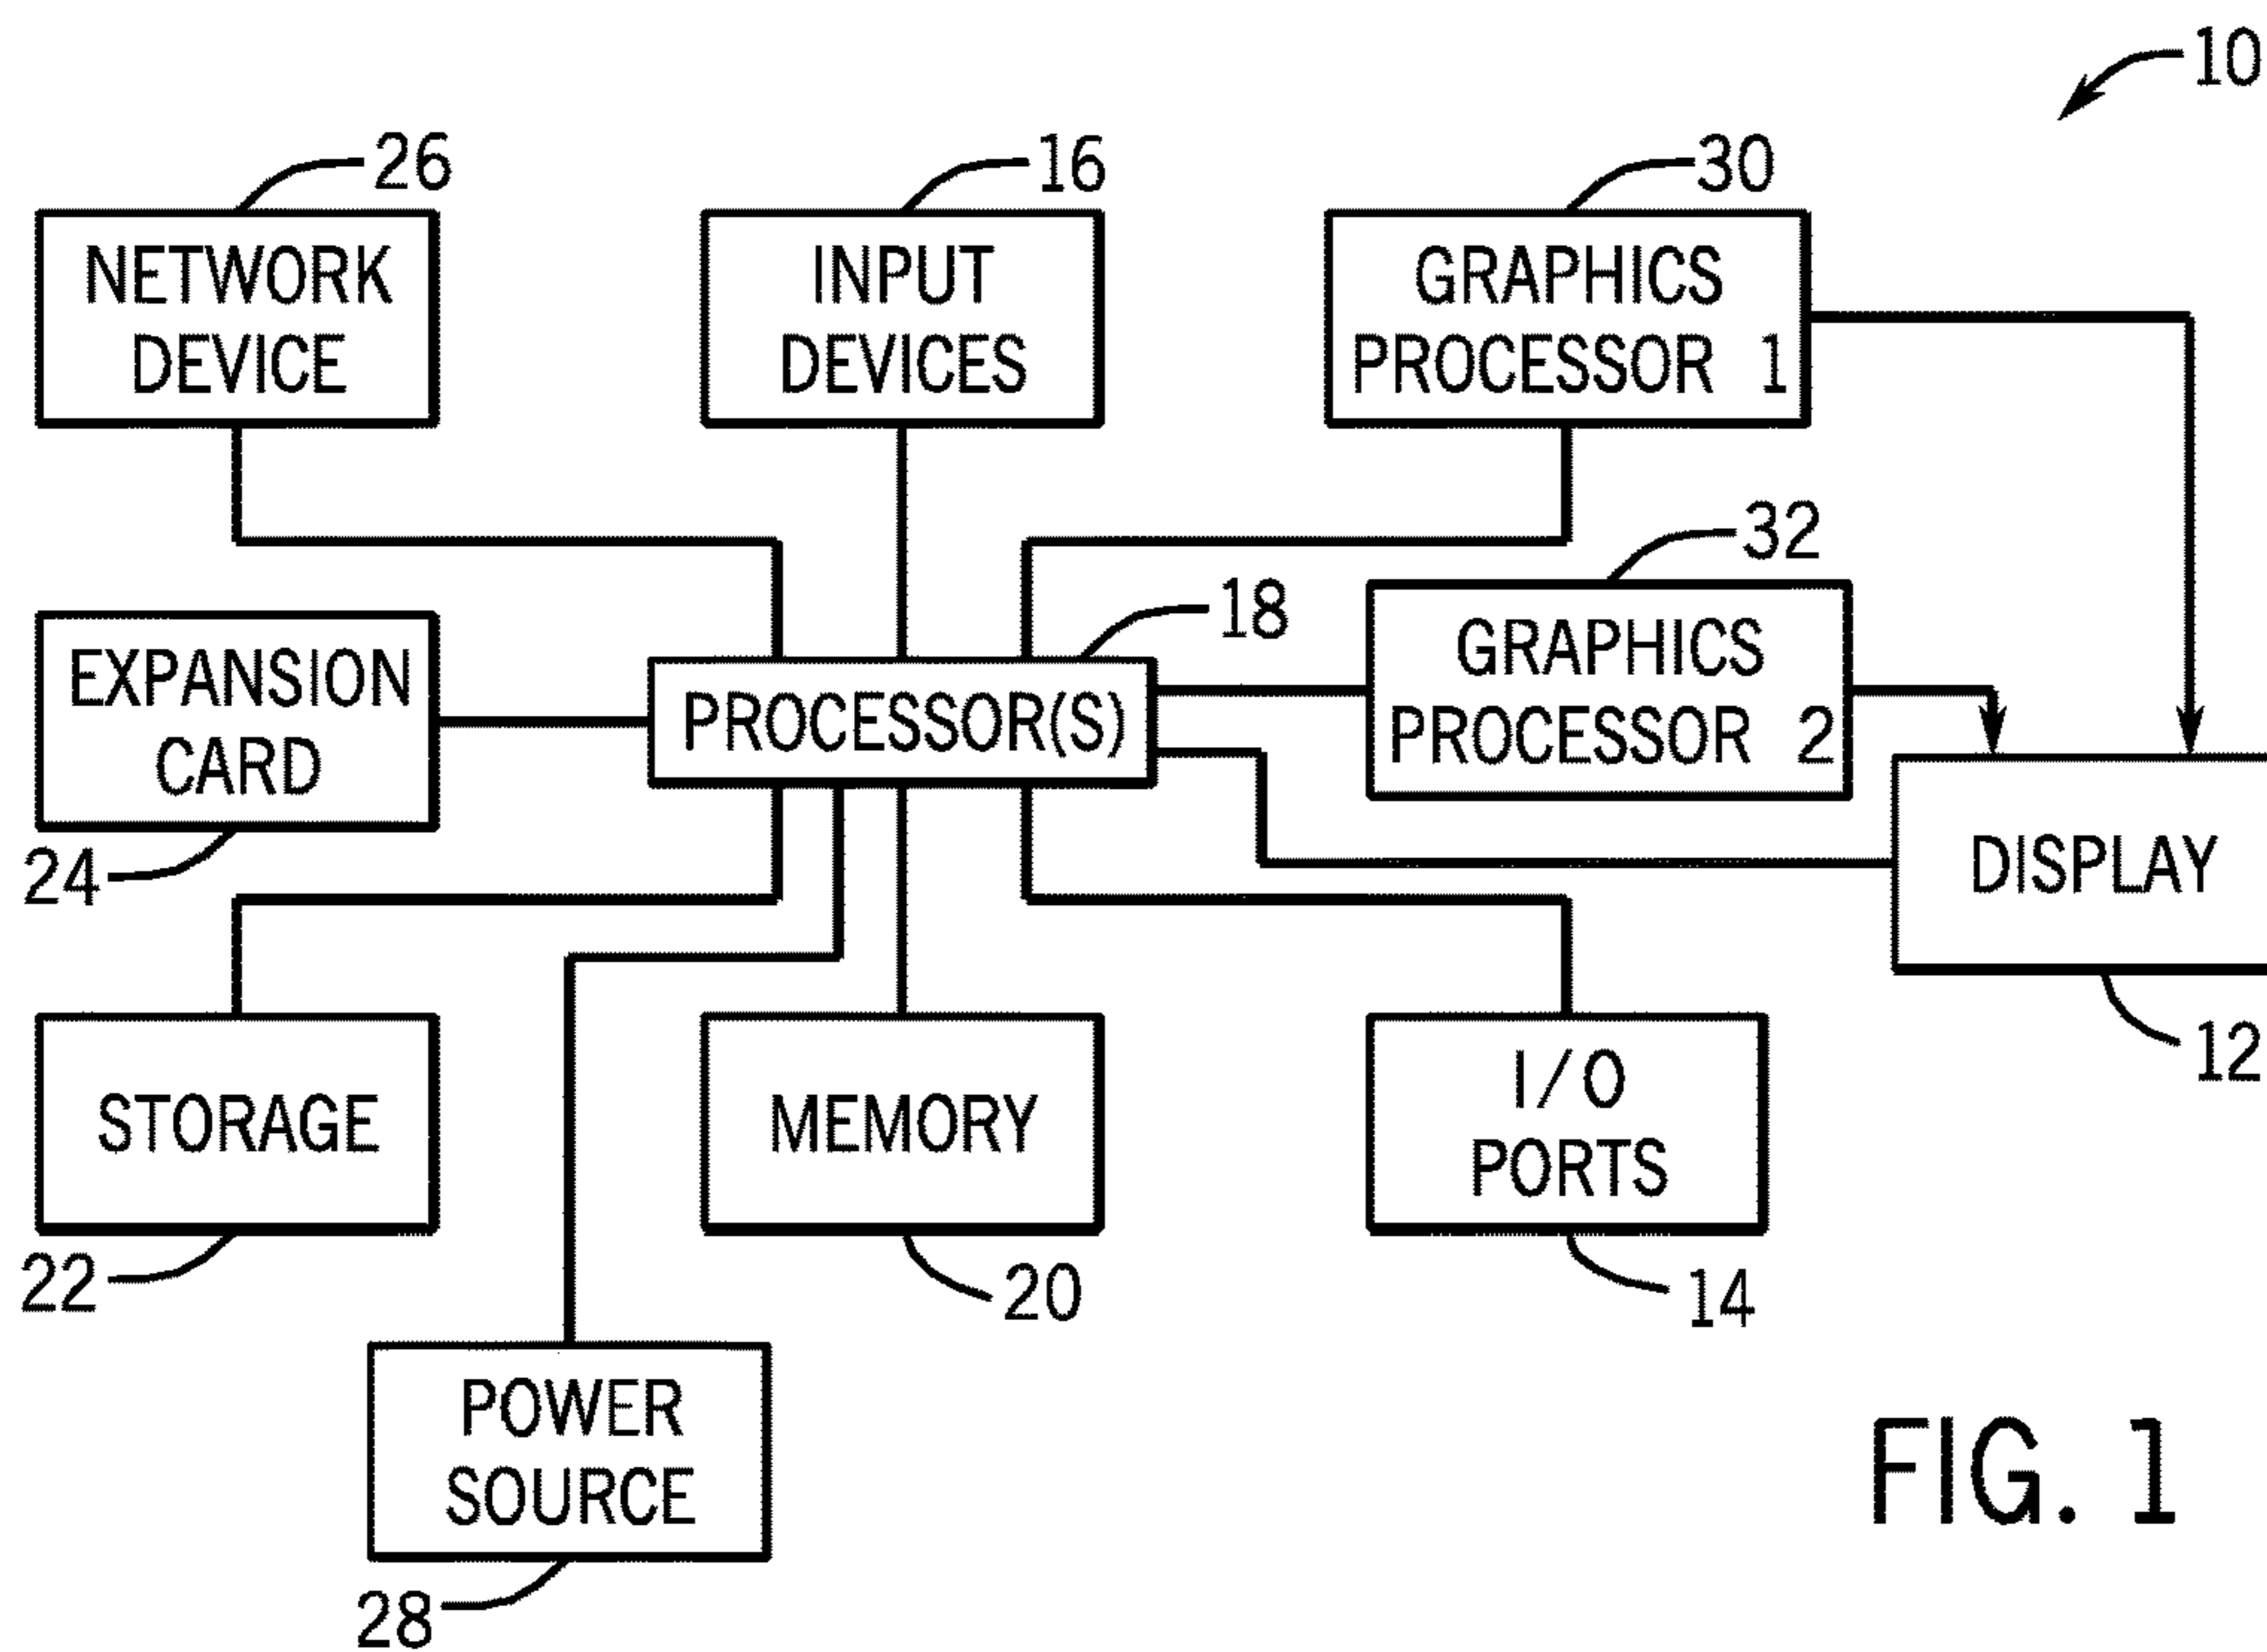 10
26
16
30
NETWORK
DEVICE
INPUT
DEVICES
GRAPHICS
PROCESSOR 1
32
18
GRAPHICS
PROCESSOR 2
EXPANSION
CARD
PROCESSOR(S)
24
DISPLAY
12
STORAGE
MEMORY
I/O
PORTS
22
20
14
POWER
SOURCE
28
FIG. 1